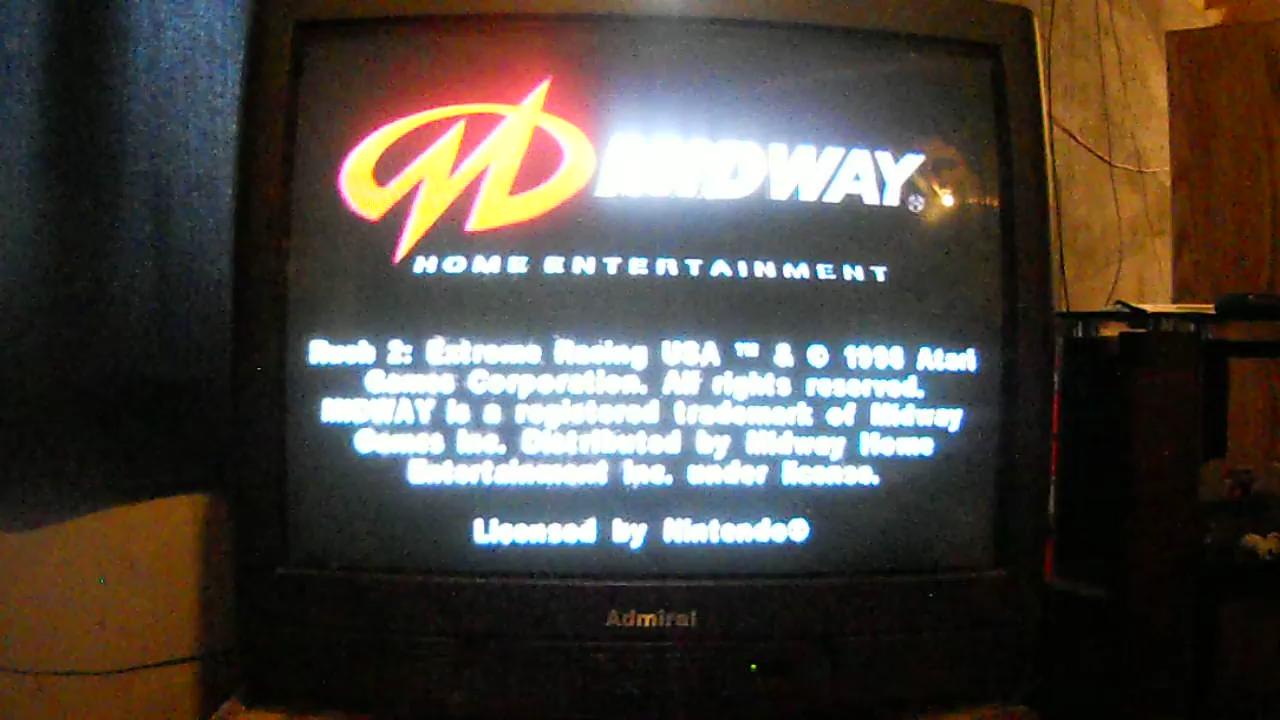 MIDWAY
HOME ENTERTAINMENT
Rush 2: Extreme Racing USA ™ & © 1998 Atari
Games Corporation. All rights reserved.
MIDWAY is a registered trademark of Midway
Games Inc. Distributed by Midway Home
Entertainment Inc. under license.
Licensed by Nintendo®
Admiral